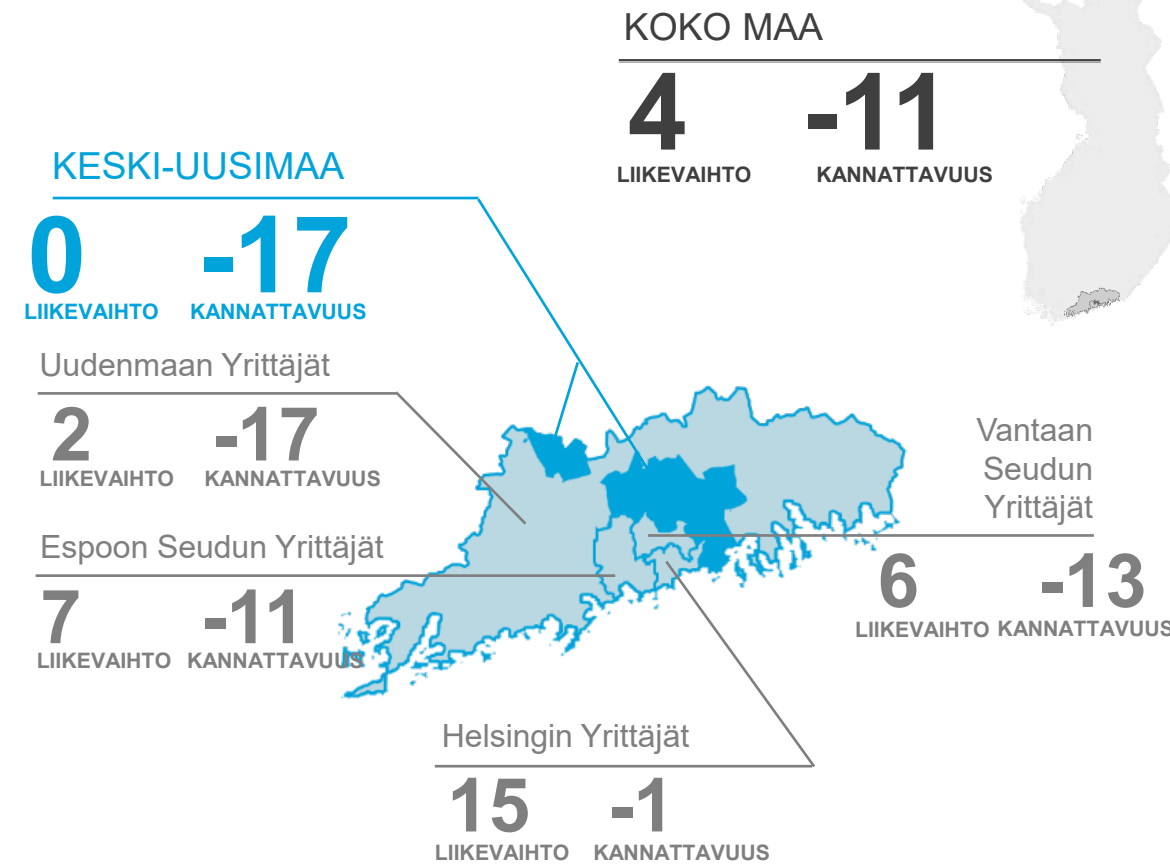 KOKO MAA
4 -11
LIIKEVAIHTO KANNATTAVUUS
KESKI-UUSIMAA
0 -17
LIIKEVAIHTO KANNATTAVUUS
Uudenmaan Yrittäjät
2 -17
LIIKEVAIHTO KANNATTAVUUS
Espoon Seudun Yrittäjät
7 -11
LIIKEVAIHTO KANNATTAVUUS
Vantaan
Seudun
Yrittäjät
6 -13
LIIKEVAIHTO KANNATTAVUUS
Helsingin Yrittäjät
15 -1
LIIKEVAIHTO KANNATTAVUUS